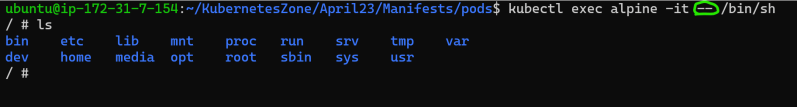 ubuntu@ip-172-31-7-154:~/KubernetesZone/April23/Manifests/pods$ kubectl exec alpine -it -- /bin/sh
/ # ls
bin etc lib mnt proc run srv tmp var
dev home media opt root sbin sys usr
/ #